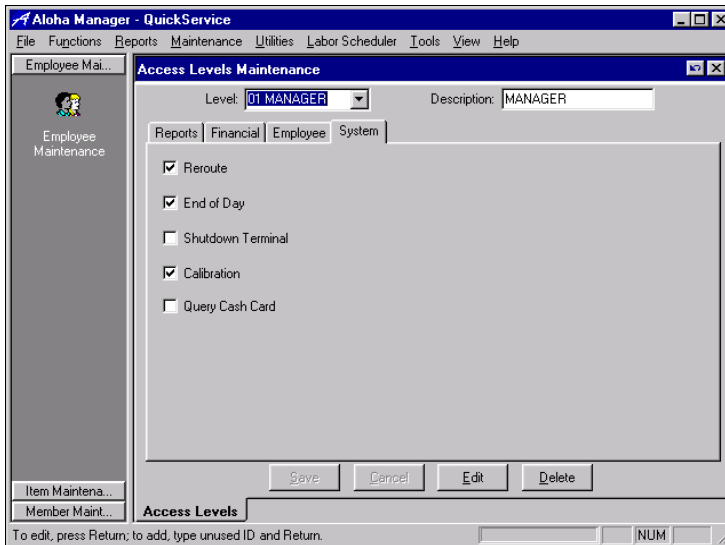 Aloha Manager - QuickService
File Functions Reports Maintenance Utilities Labor Scheduler Tools View Help
Employee Mai...
Employee
Maintenance
Item Maintena...
Member Maint...
Access Levels Maintenance
Level: 01 MANAGER Description: MANAGER
Reports Financial Employee System
Reroute
End of Day
Shutdown Terminal
Calibration
Query Cash Card
Save Cancel Edit Delete
Access Levels
To edit, press Return; to add, type unused ID and Return. NUM